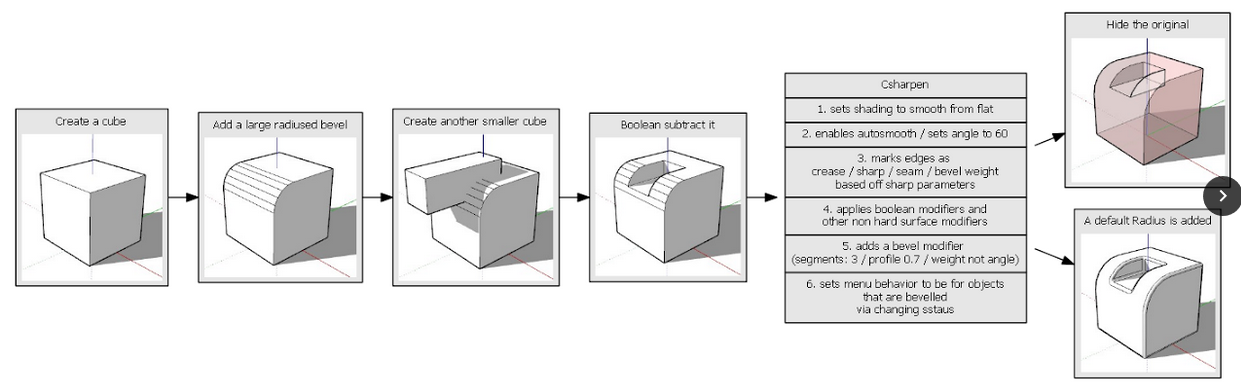 Create a cube
Add a large radiused bevel
Create another smaller cube
Boolean subtract it
Csharpen
1. sets shading to smooth from flat
2. enables autosmooth / sets angle to 60
3. marks edges as
crease / sharp / seam / bevel weight
based off sharp parameters
4. applies boolean modifiers and
other non hard surface modifiers
5. adds a bevel modifier
(segments: 3 / profile 0.7 / weight not angle)
6. sets menu behavior to be for objects
that are bevelled
via changing sstaus
Hide the original
A default Radius is added